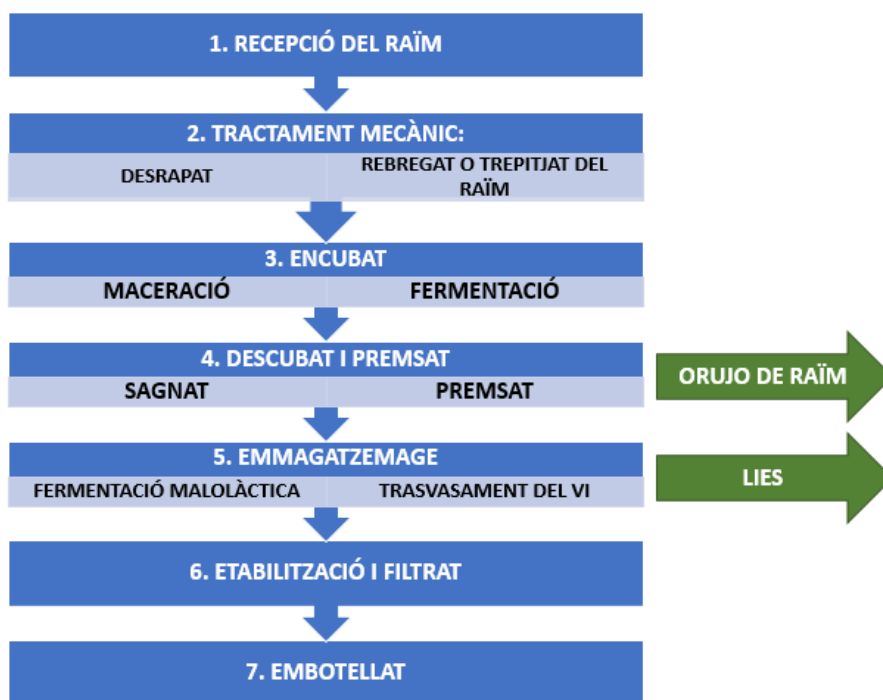 1. RECEPCIÓ DEL RAÏM
2. TRACTAMENT MECÀNIC:
DESRAPAT
REBREGAT O TREPITJAT DEL
RAÏM
3. ENCUBAT
MACERACIÓ
FERMENTACIÓ
4. DESCUBAT I PREMSAT
SAGNAT
PREMSAT
ORUJO DE RAÏM
5. EMMAGATZEMAGE
FERMENTACIÓ MALOLÀCTICA
TRASVASAMENT DEL VI
LIES
6. ETABILITZACIÓ I FILTRAT
7. EMBOTELLAT